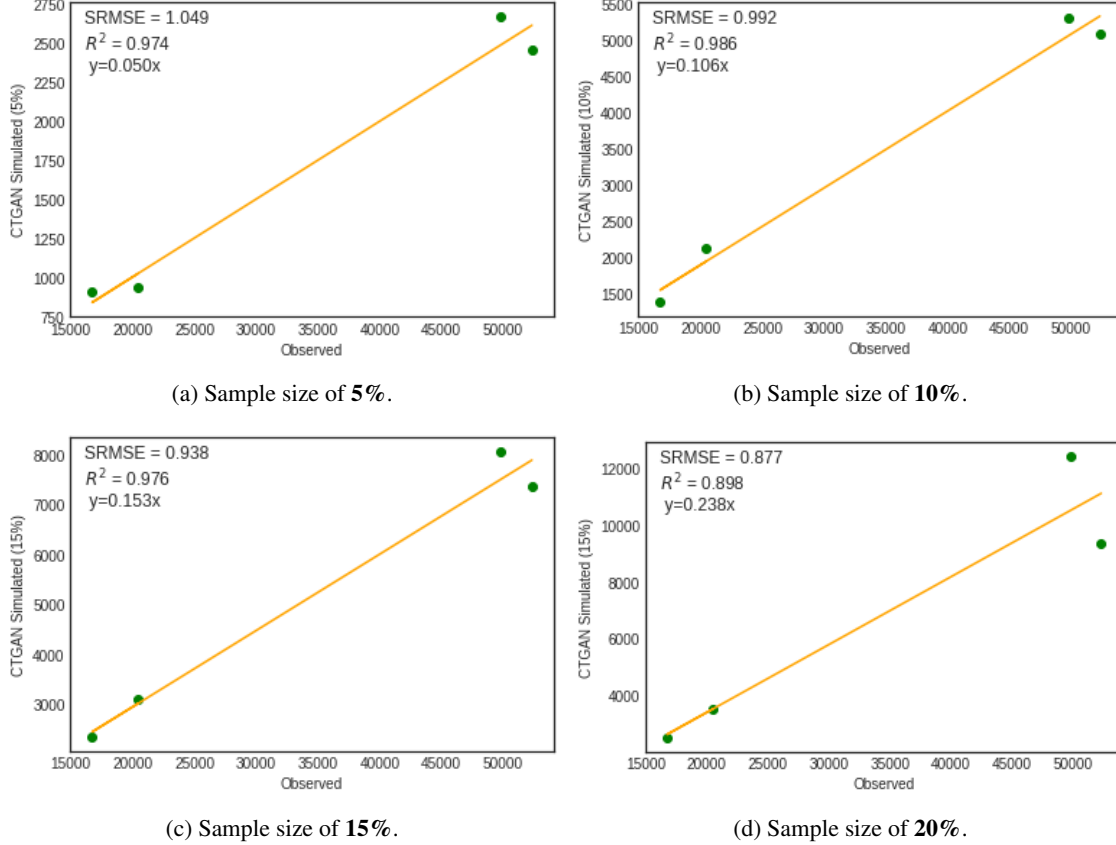 2750
2500
2250
2000
1750
1500
1250
1000
750
CTGAN Simulated (5%)
SRMSE = 1.049
R² = 0.974
y=0.050x
15000 20000 25000 30000 35000 40000 45000 50000
Observed
(a) Sample size of 5%.
5500
5000
4500
4000
3500
3000
2500
2000
1500
CTGAN Simulated (10%)
SRMSE = 0.992
R² = 0.986
y=0.106x
15000 20000 25000 30000 35000 40000 45000 50000
Observed
(b) Sample size of 10%.
8000
7000
6000
5000
4000
3000
CTGAN Simulated (15%)
SRMSE = 0.938
R² = 0.976
y=0.153x
15000 20000 25000 30000 35000 40000 45000 50000
Observed
(c) Sample size of 15%.
12000
10000
8000
6000
4000
CTGAN Simulated (15%)
SRMSE = 0.877
R² = 0.898
y=0.238x
15000 20000 25000 30000 35000 40000 45000 50000
Observed
(d) Sample size of 20%.